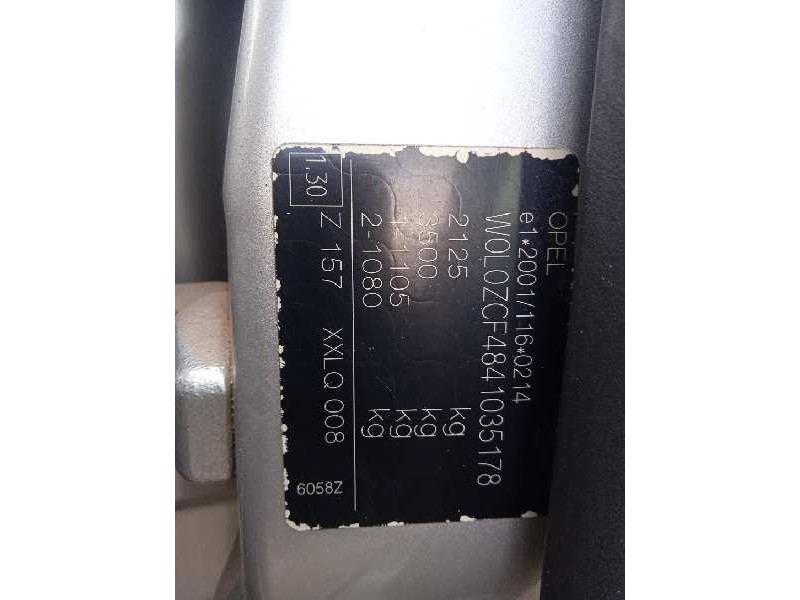 OPEL
e1*2001/116*0214
W0L0ZCF4841035178
2125 kg
3500 kg
1-1105 kg
2-1080 kg
1.30 Z 157 XXLQ 008
6058Z